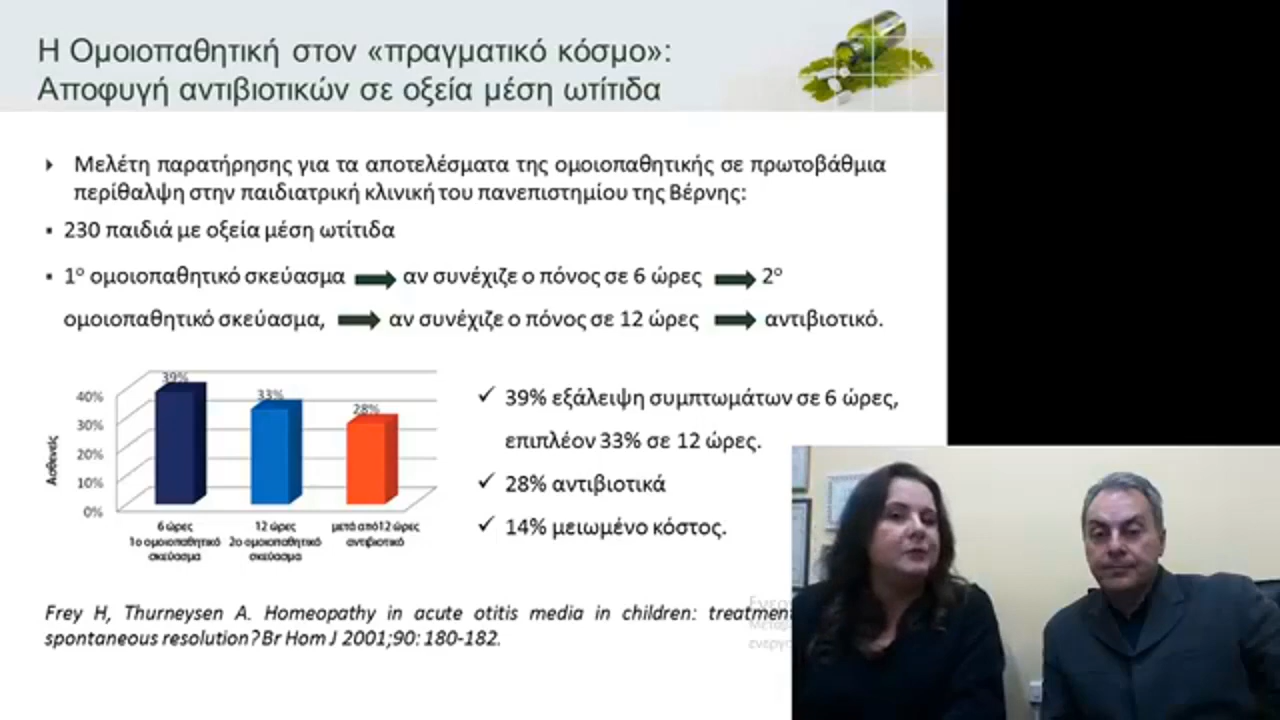 Η Ομοιοπαθητική στον «πραγματικό κόσμο»:
Αποφυγή αντιβιοτικών σε οξεία μέση ωτίτιδα
Μελέτη παρατήρησης για τα αποτελέσματα της ομοιοπαθητικής σε πρωτοβάθμια
περίθαλψη στην παιδιατρική κλινική του πανεπιστημίου της Βέρνης:
230 παιδιά με οξεία μέση ωτίτιδα
1ο ομοιοπαθητικό σκεύασμα αν συνέχιζε ο πόνος σε 6 ώρες 2ο
ομοιοπαθητικό σκεύασμα, αν συνέχιζε ο πόνος σε 12 ώρες αντιβιοτικό.
39%
33%
28%
40%
30%
20%
10%
0%
Ασθενείς
6 ώρες
1ο ομοιοπαθητικό
σκεύασμα
12 ώρες
2ο ομοιοπαθητικό
σκεύασμα
μετά από12 ώρες
αντιβιοτικό
39% εξάλειψη συμπτωμάτων σε 6 ώρες,
επιπλέον 33% σε 12 ώρες.
28% αντιβιοτικά
14% μειωμένο κόστος.
Frey H, Thurneysen A. Homeopathy in acute otitis media in children: treatment
spontaneous resolution? Br Hom J 2001;90: 180-182.